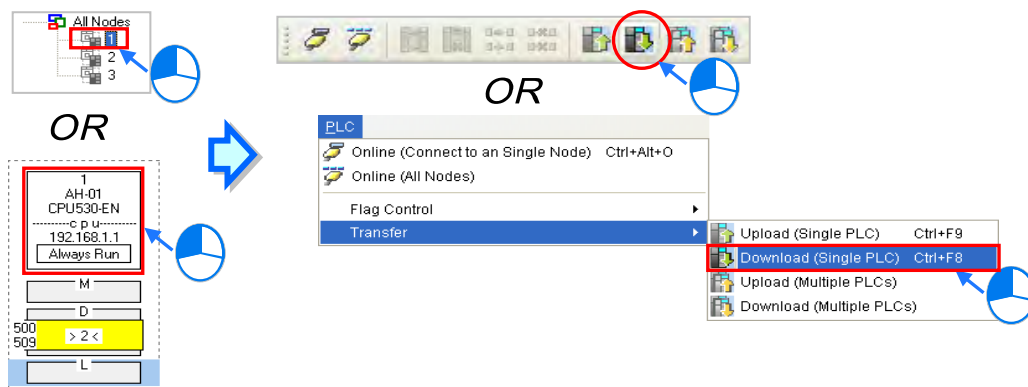 All Nodes
1
2
3
OR
1
AH-01
CPU530-EN
--------c p u--------
192.168.1.1
Always Run
M
D
500
509
> 2 <
L
OR
PLC
Online (Connect to an Single Node) Ctrl+Alt+O
Online (All Nodes)
Flag Control
Transfer
Upload (Single PLC) Ctrl+F9
Download (Single PLC) Ctrl+F8
Upload (Multiple PLCs)
Download (Multiple PLCs)